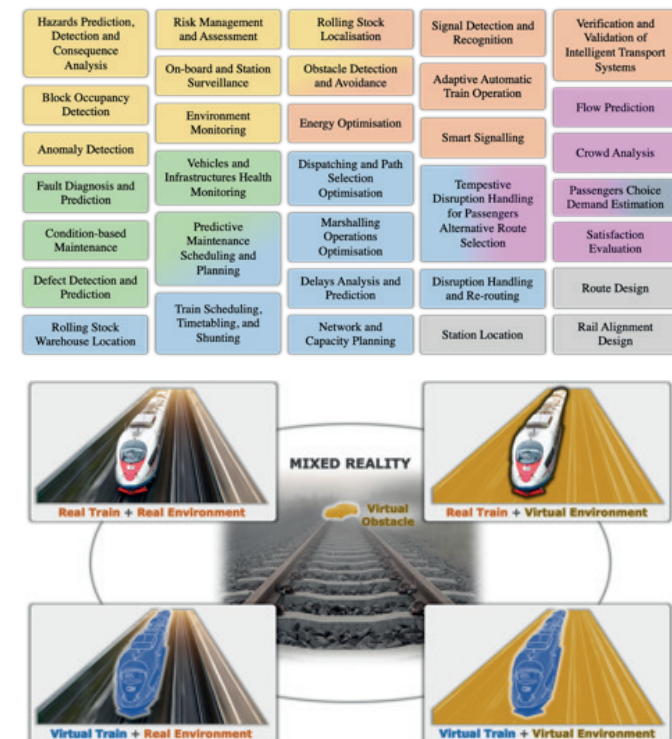 Hazards Prediction,
Detection and
Consequence
Analysis
Block Occupancy
Detection
Anomaly Detection
Fault Diagnosis and
Prediction
Condition-based
Maintenance
Defect Detection and
Prediction
Rolling Stock
Warehouse Location
Risk Management
and Assessment
On-board and Station
Surveillance
Environment
Monitoring
Vehicles and
Infrastructures Health
Monitoring
Predictive
Maintenance
Scheduling and
Planning
Train Scheduling,
Timetabling, and
Shunting
Rolling Stock
Localisation
Obstacle Detection
and Avoidance
Energy Optimisation
Dispatching and Path
Selection
Optimisation
Marshalling
Operations
Optimisation
Delays Analysis and
Prediction
Network and
Capacity Planning
Signal Detection and
Recognition
Adaptive Automatic
Train Operation
Smart Signalling
Tempestive
Disruption Handling
for Passengers
Alternative Route
Selection
Disruption Handling
and Re-routing
Station Location
Verification and
Validation of
Intelligent Transport
Systems
Flow Prediction
Crowd Analysis
Passengers Choice
Demand Estimation
Satisfaction
Evaluation
Route Design
Rail Alignment
Design
MIXED REALITY
Virtual
Obstacle
Real Train + Real Environment
Real Train + Virtual Environment
Virtual Train + Real Environment
Virtual Train + Virtual Environment